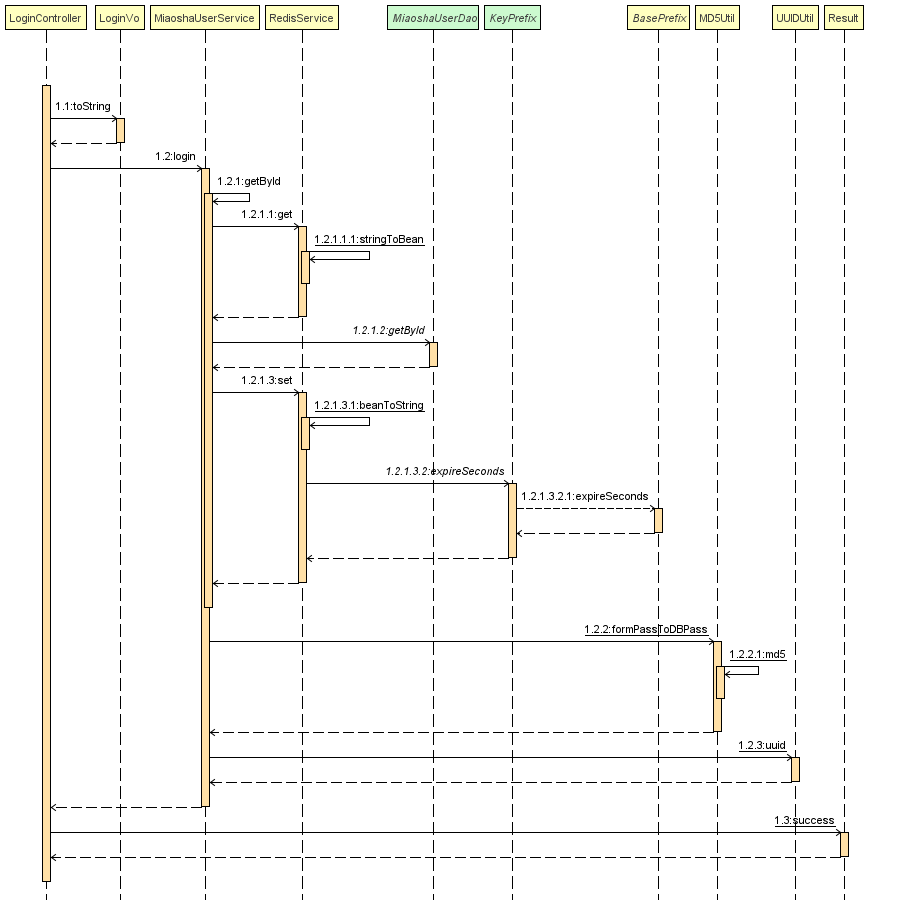 LoginController
LoginVo
MiaoshaUserService
RedisService
MiaoshaUserDao
KeyPrefix
BasePrefix
MD5Util
UUIDUtil
Result
1.1:toString
1.2:login
1.2.1:getById
1.2.1.1:get
1.2.1.1.1:stringToBean
1.2.1.2:getById
1.2.1.3:set
1.2.1.3.1:beanToString
1.2.1.3.2:expireSeconds
1.2.1.3.2.1:expireSeconds
1.2.2:formPassToDBPass
1.2.2.1:md5
1.2.3:uuid
1.3:success